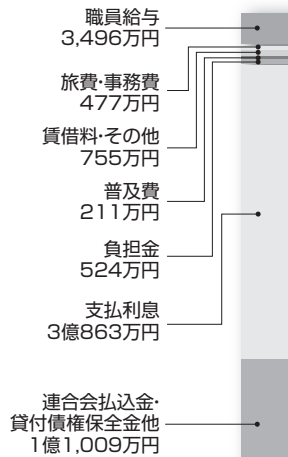 職員給与
3,496万円
旅費・事務費
477万円
賃借料・その他
755万円
普及費
211万円
負担金
524万円
支払利息
3億863万円
連合会払込金・
貸付債権保全金他
1億1,009万円